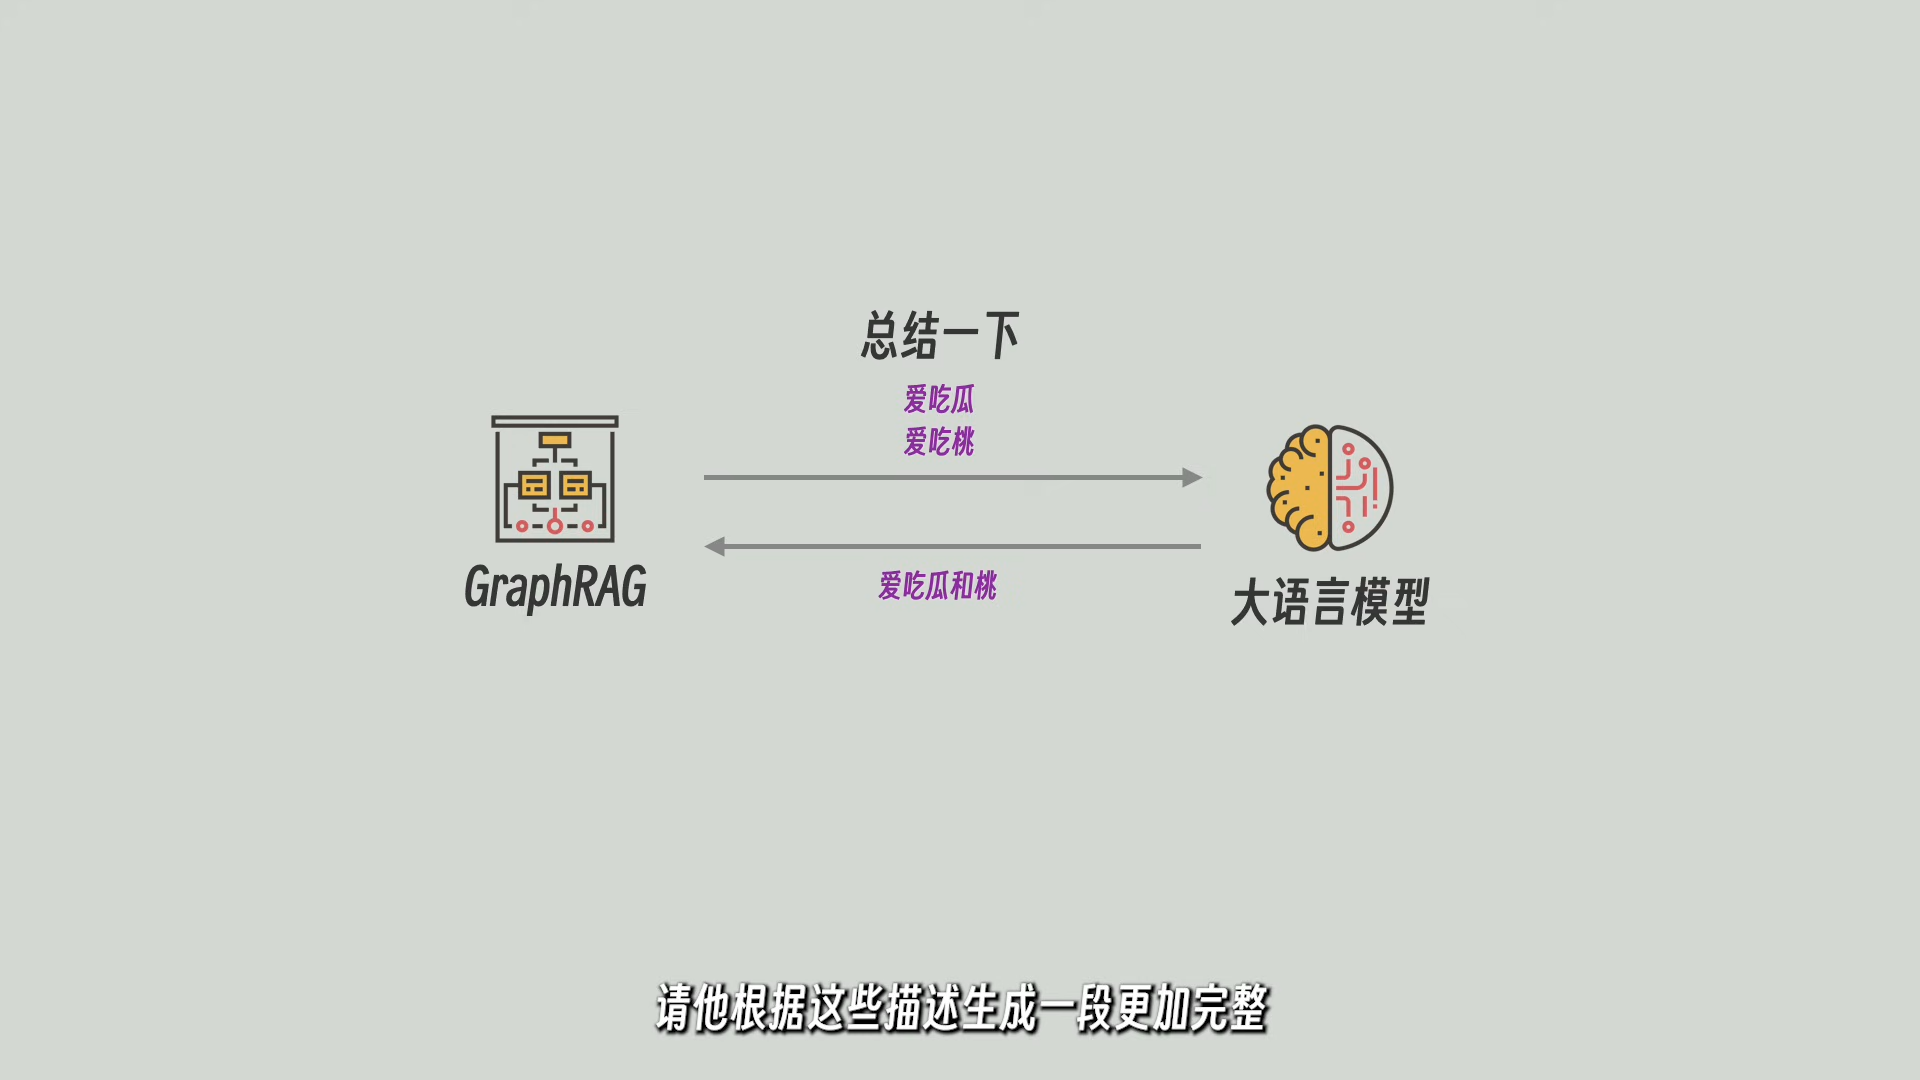 总结一下
爱吃瓜
爱吃桃
GraphRAG
爱吃瓜和桃
大语言模型
请他根据这些描述生成一段更加完整